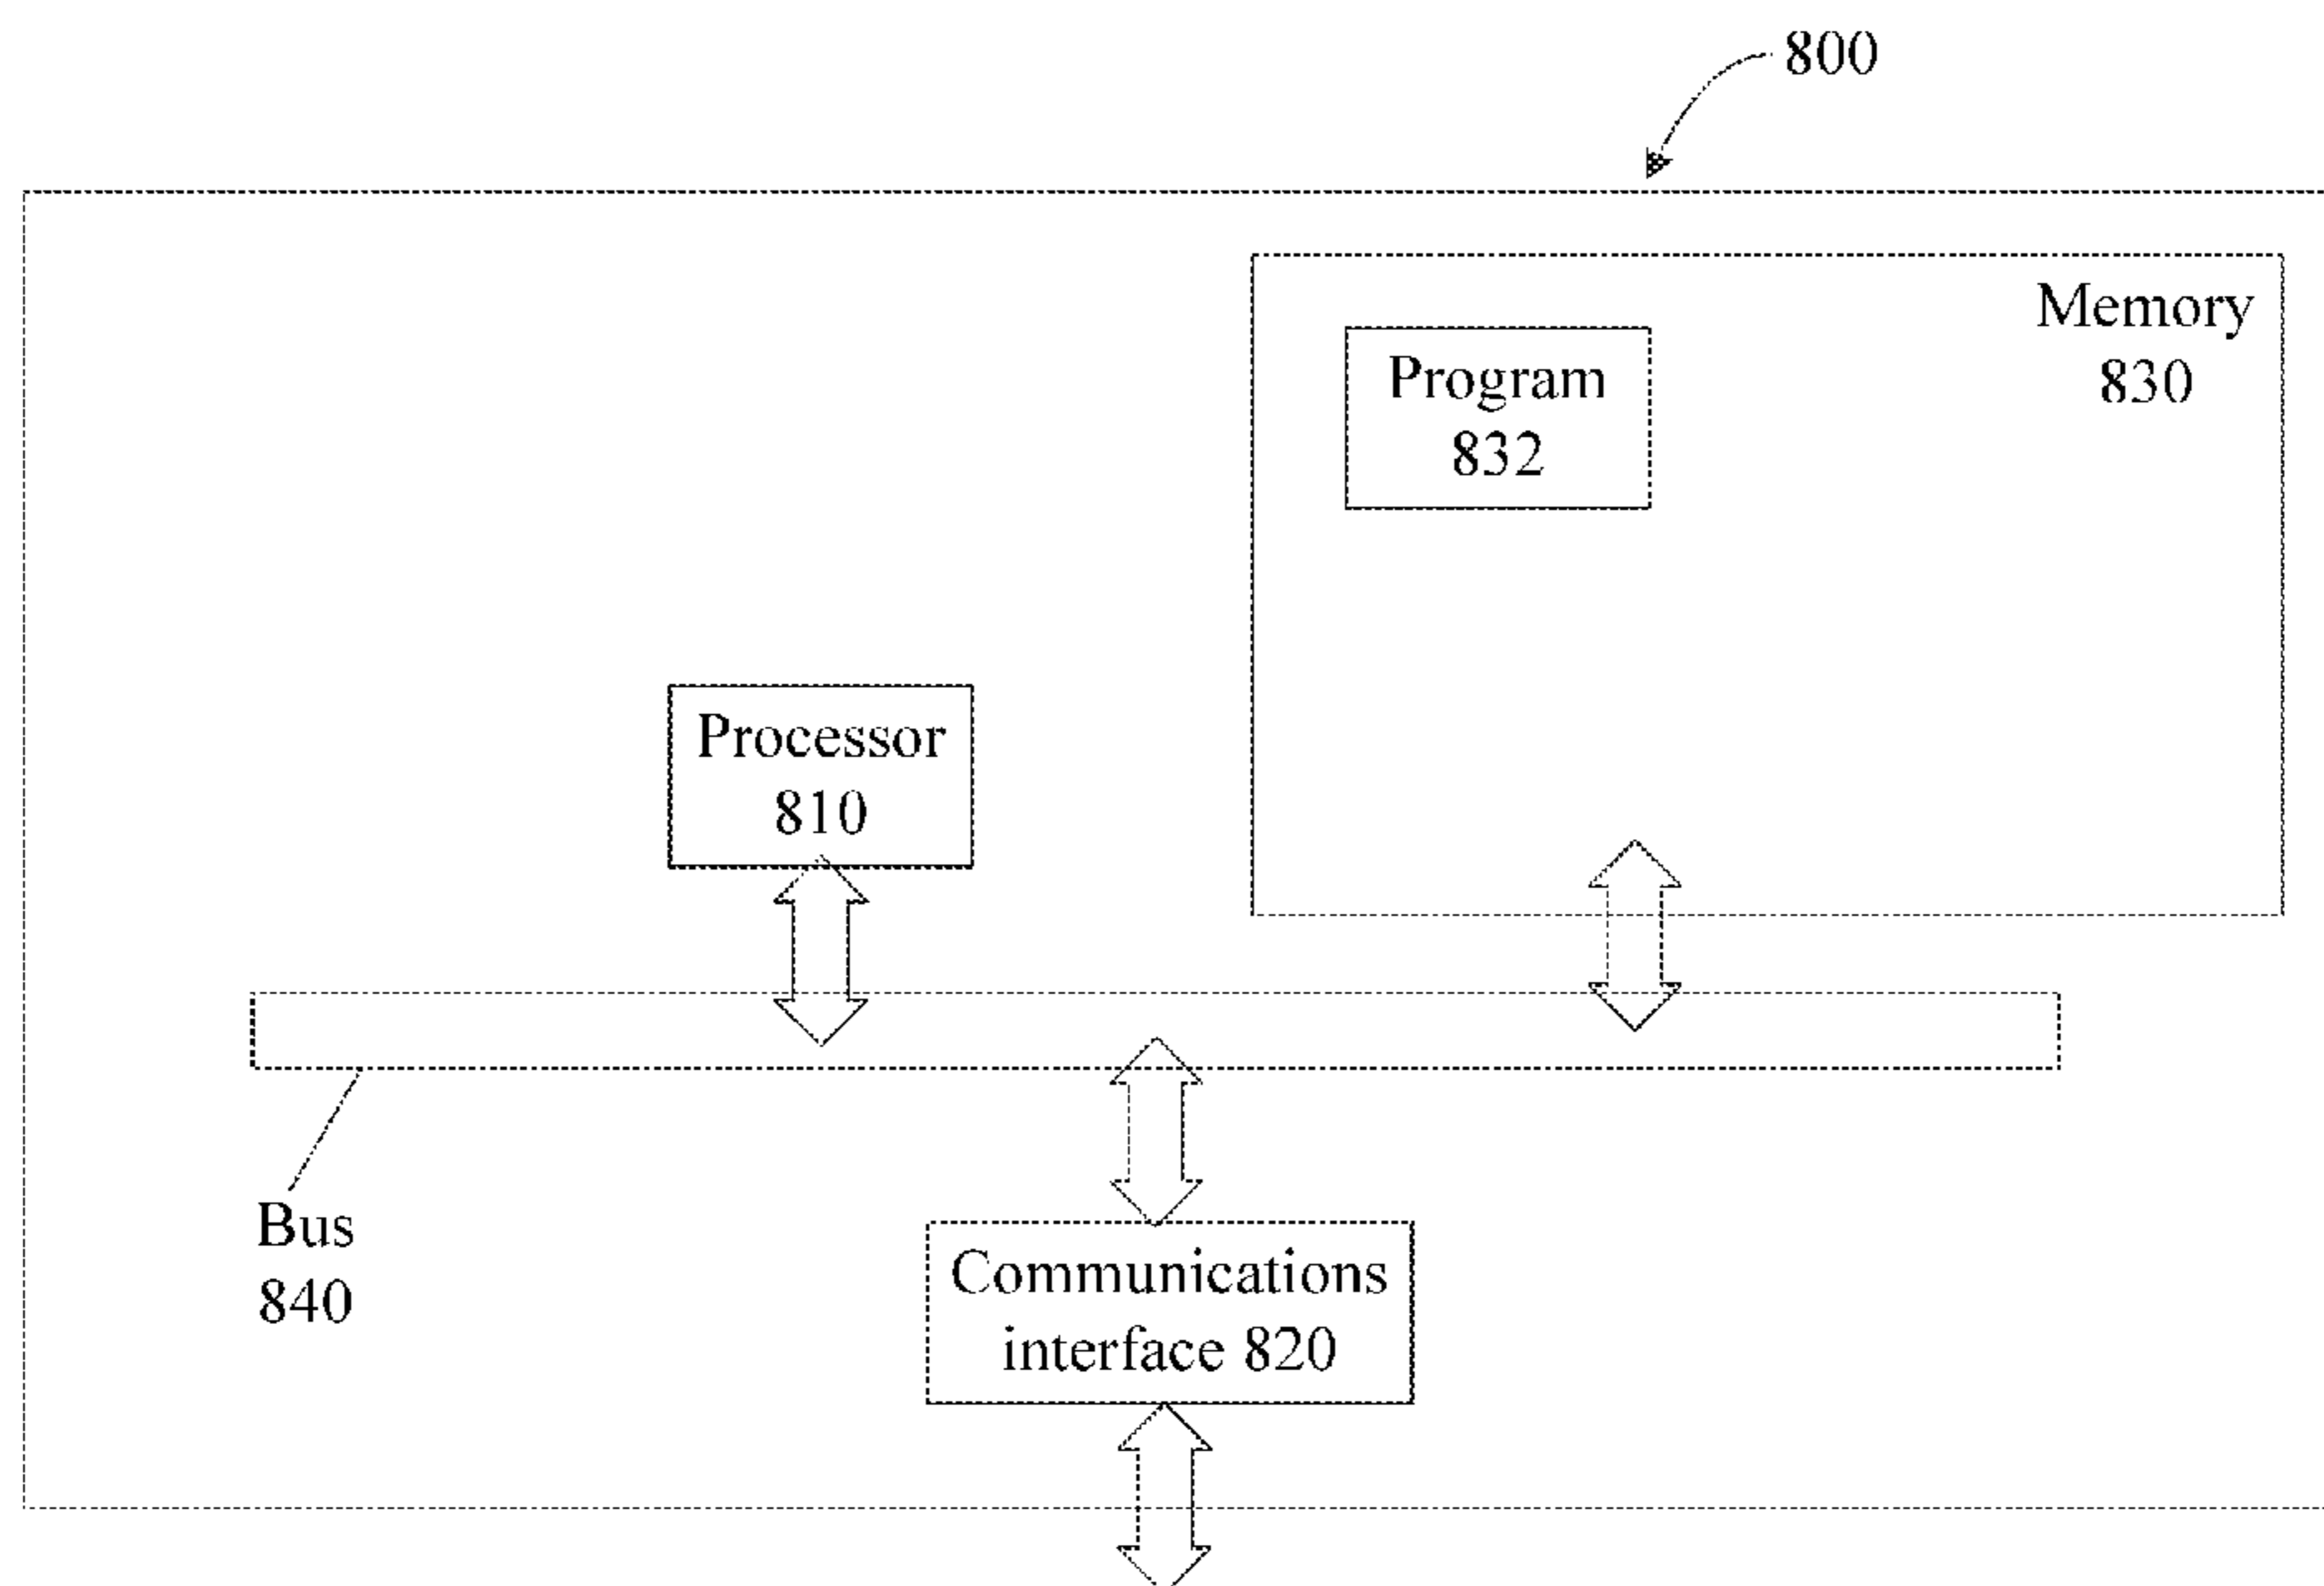 800
Memory
830
Program
832
Processor
810
Bus
840
Communications
interface 820